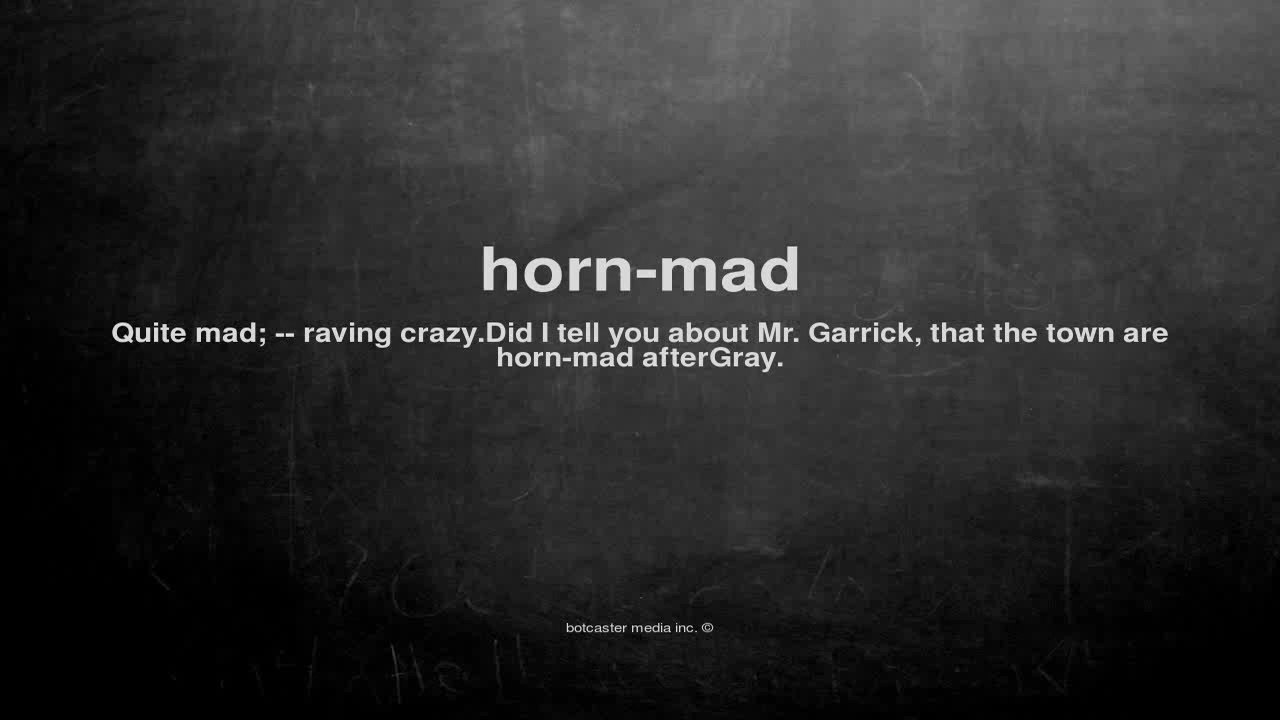 horn-mad
Quite mad; -- raving crazy.Did I tell you about Mr. Garrick, that the town are
horn-mad afterGray.
botcaster media inc. ©